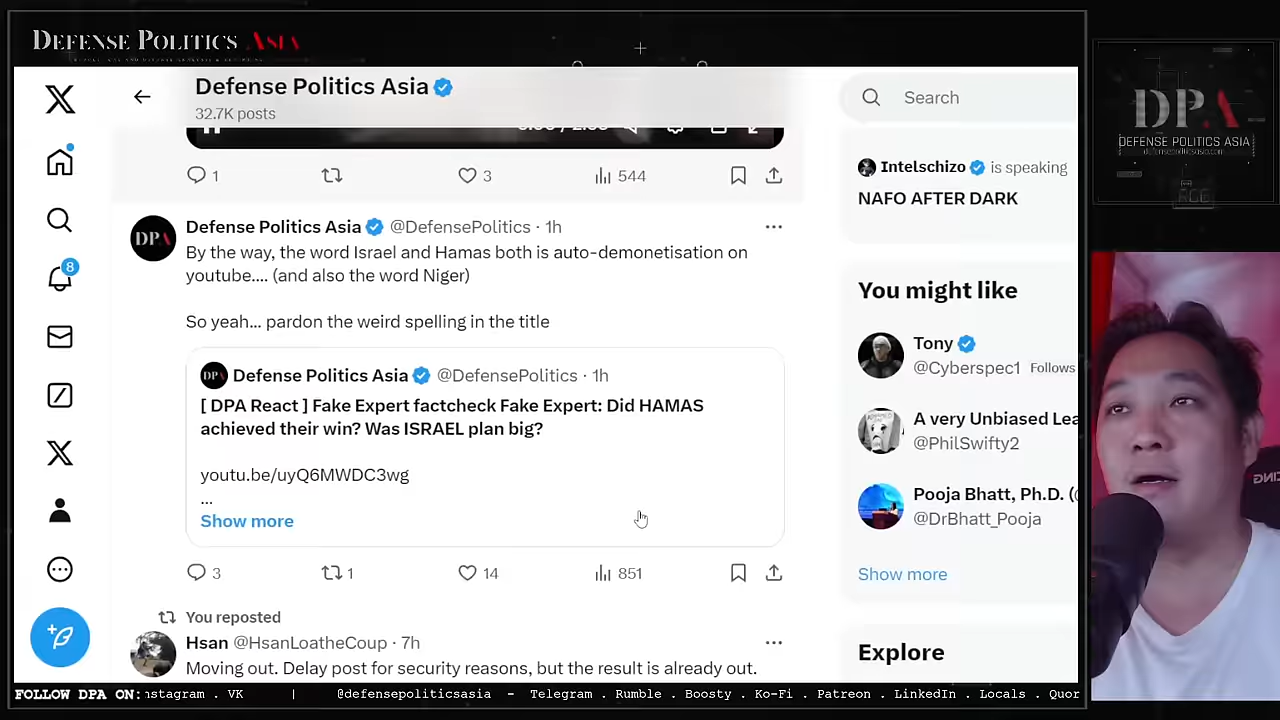 DEFENSE POLITICS ASIA
Defense Politics Asia
32.7K posts
Search
DPA
DEFENSE POLITICS ASIA
defensepoliticsasia.com
1
3
544
Intelschizo is speaking
NAFO AFTER DARK
Defense Politics Asia @DefensePolitics · 1h
By the way, the word Israel and Hamas both is auto-demonetisation on
youtube.... (and also the word Niger)
So yeah... pardon the weird spelling in the title
DPA
Defense Politics Asia @DefensePolitics · 1h
[ DPA React ] Fake Expert factcheck Fake Expert: Did HAMAS
achieved their win? Was ISRAEL plan big?
youtu.be/uyQ6MWDC3wg
...
Show more
3
1
14
851
You reposted
Hsan @HsanLoatheCoup · 7h
Moving out. Delay post for security reasons, but the result is already out.
8
You might like
Tony
@Cyberspec1 Follows
A very Unbiased Lea
@PhilSwifty2
Pooja Bhatt, Ph.D. (
@DrBhatt_Pooja
Show more
Explore
FOLLOW DPA ON: nstagram . VK | @defensepoliticsasia - Telegram . Rumble . Boosty . Ko-Fi . Patreon . LinkedIn . Locals . Quor